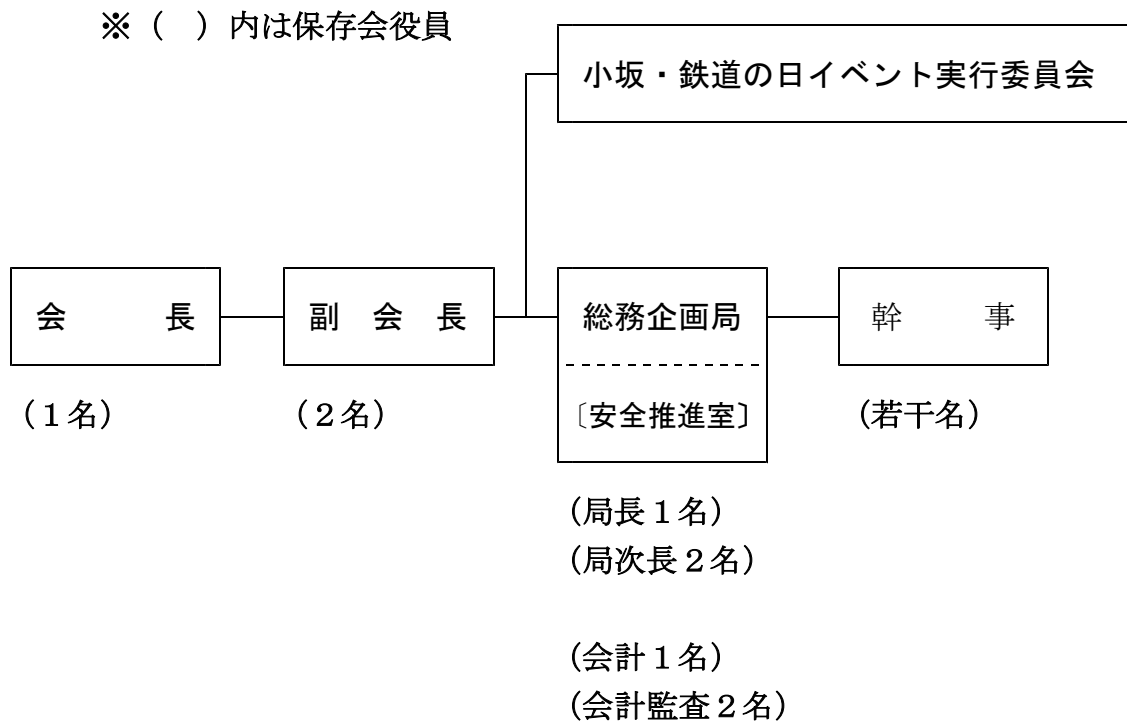 ※（　）内は保存会役員
小坂・鉄道の日イベント実行委員会
会　　　長
副　会　長
総務企画局
幹　　事
（１名）
（２名）
〔安全推進室〕
（若干名）
（局長１名）
（局次長２名）
（会計１名）
（会計監査２名）